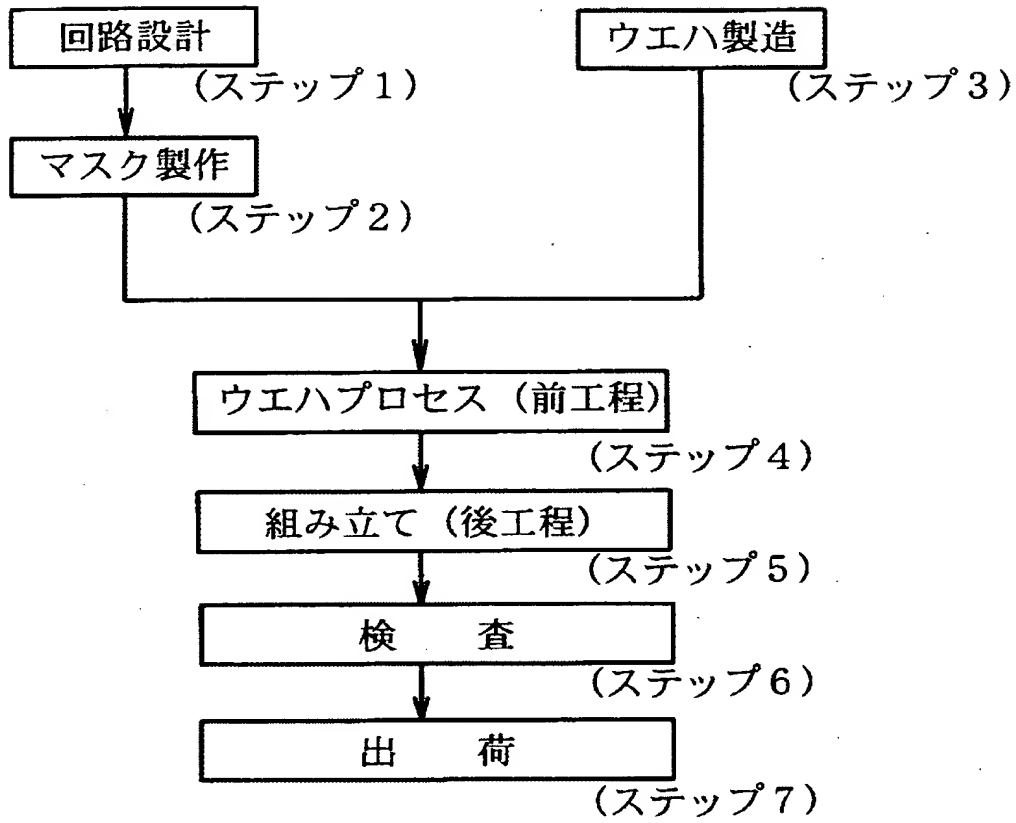 回路設計
(ステップ1)
ウエハ製造
(ステップ3)
マスク製作
(ステップ2)
ウエハプロセス (前工程)
(ステップ4)
組み立て (後工程)
(ステップ5)
検 査
(ステップ6)
出 荷
(ステップ7)